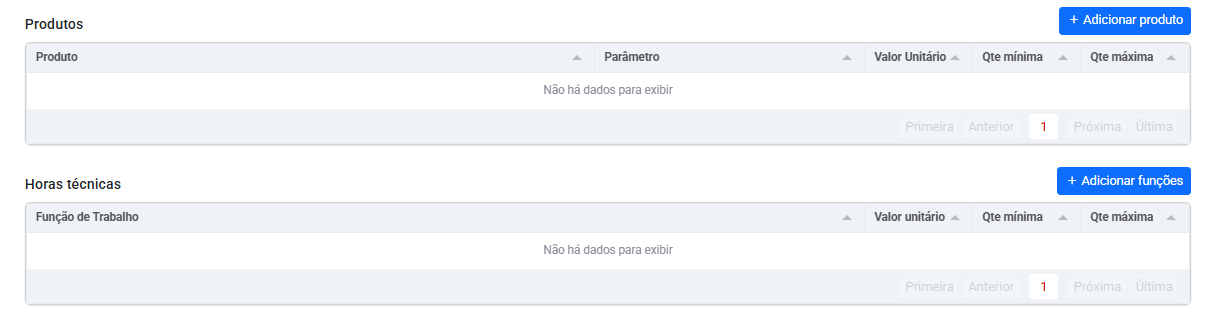 Produtos
+ Adicionar produto
Produto Parâmetro Valor Unitário Qte mínima Qte máxima
Não há dados para exibir
Primeira Anterior 1 Próxima Última
Horas técnicas
+ Adicionar funções
Função de Trabalho Valor unitário Qte mínima Qte máxima
Não há dados para exibir
Primeira Anterior 1 Próxima Última